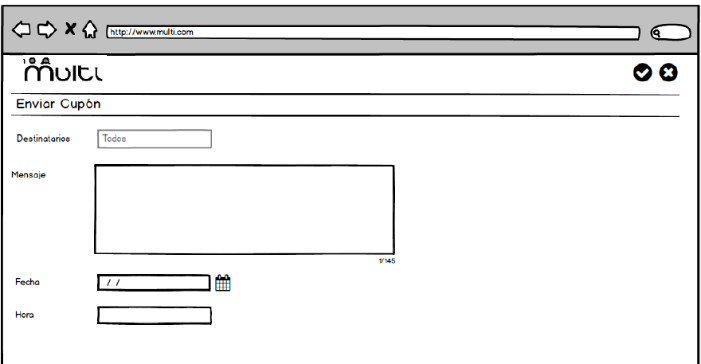 http://www.multi.com
multi
Enviar Cupón
Destinatarios
Todos
Mensaje
1/145
Fecha
/ /
Hora